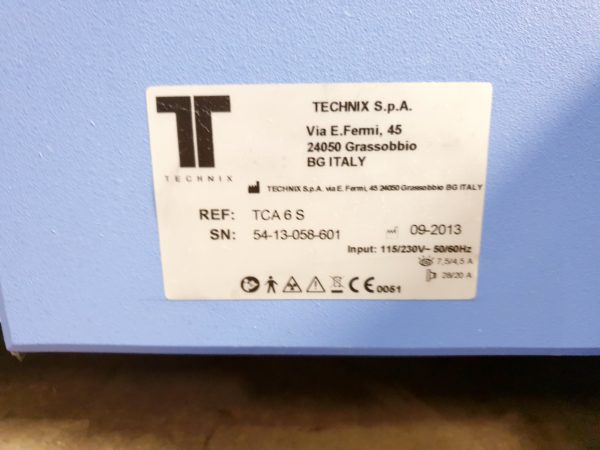 TECHNIX
TECHNIX S.p.A.
Via E.Fermi, 45
24050 Grassobbio
BG ITALY
TECHNIX S.p.A. via E. Fermi, 45 24050 Grassobbio BG ITALY
REF: TCA 6 S
SN: 54-13-058-601
09-2013
Input: 115/230V~ 50/60Hz
7,5/4,5 A
28/20 A
CE 0051